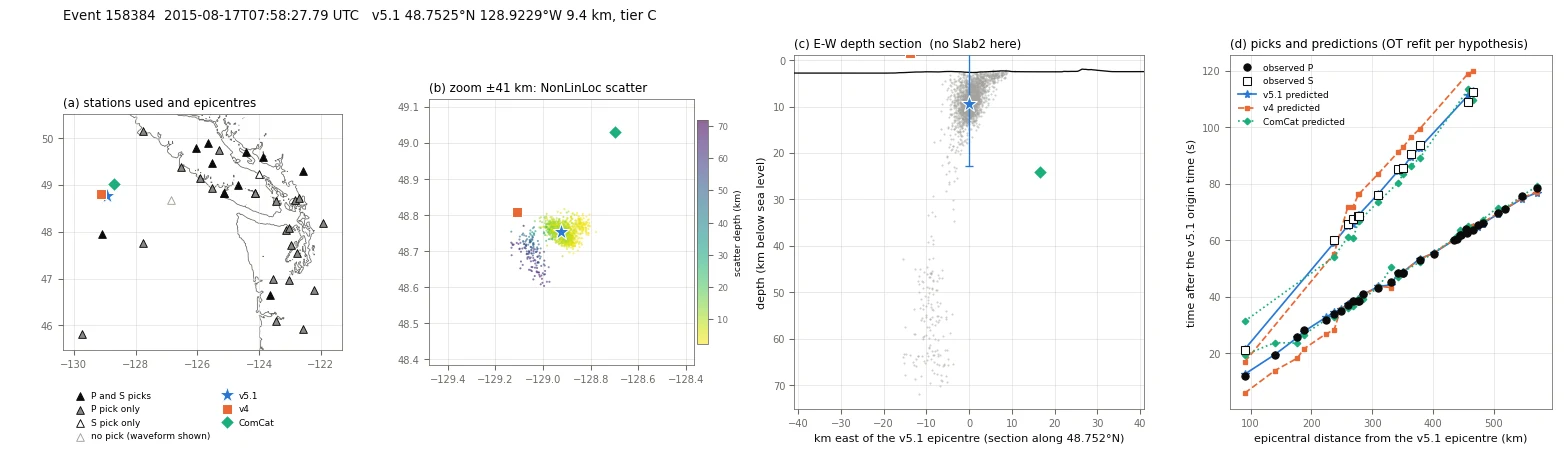 Event 158384  2015-08-17T07:58:27.79 UTC   v5.1 48.7525°N 128.9229°W 9.4 km, tier C
(a) stations used and epicentres
50
49
48
47
46
−130
−128
−126
−124
−122
P and S picks
P pick only
S pick only
no pick (waveform shown)
v5.1
v4
ComCat
(b) zoom ±41 km: NonLinLoc scatter
49.1
49.0
48.9
48.8
48.7
48.6
48.5
48.4
−129.4
−129.2
−129.0
−128.8
−128.6
−128.4
70
60
50
40
30
20
10
scatter depth (km)
(c) E-W depth section  (no Slab2 here)
depth (km below sea level)
0
10
20
30
40
50
60
70
−40
−30
−20
−10
0
10
20
30
40
km east of the v5.1 epicentre (section along 48.752°N)
(d) picks and predictions (OT refit per hypothesis)
observed P
observed S
v5.1 predicted
v4 predicted
ComCat predicted
time after the v5.1 origin time (s)
120
100
80
60
40
20
100
200
300
400
500
epicentral distance from the v5.1 epicentre (km)